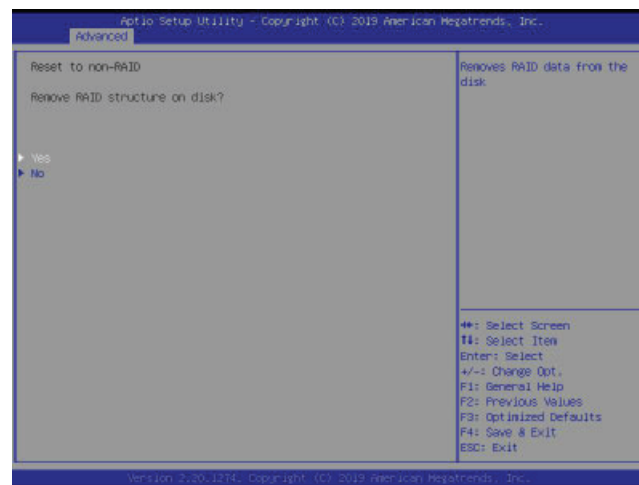 Aptio Setup Utility - Copyright (C) 2019 American Megatrends, Inc.
Advanced
Reset to non-RAID
Remove RAID structure on disk?
Yes
No
Removes RAID data from the
disk
→←: Select Screen
↑↓: Select Item
Enter: Select
+/-: Change Opt.
F1: General Help
F2: Previous Values
F3: Optimized Defaults
F4: Save & Exit
ESC: Exit
Version 2.20.1274. Copyright (C) 2019 American Megatrends, Inc.